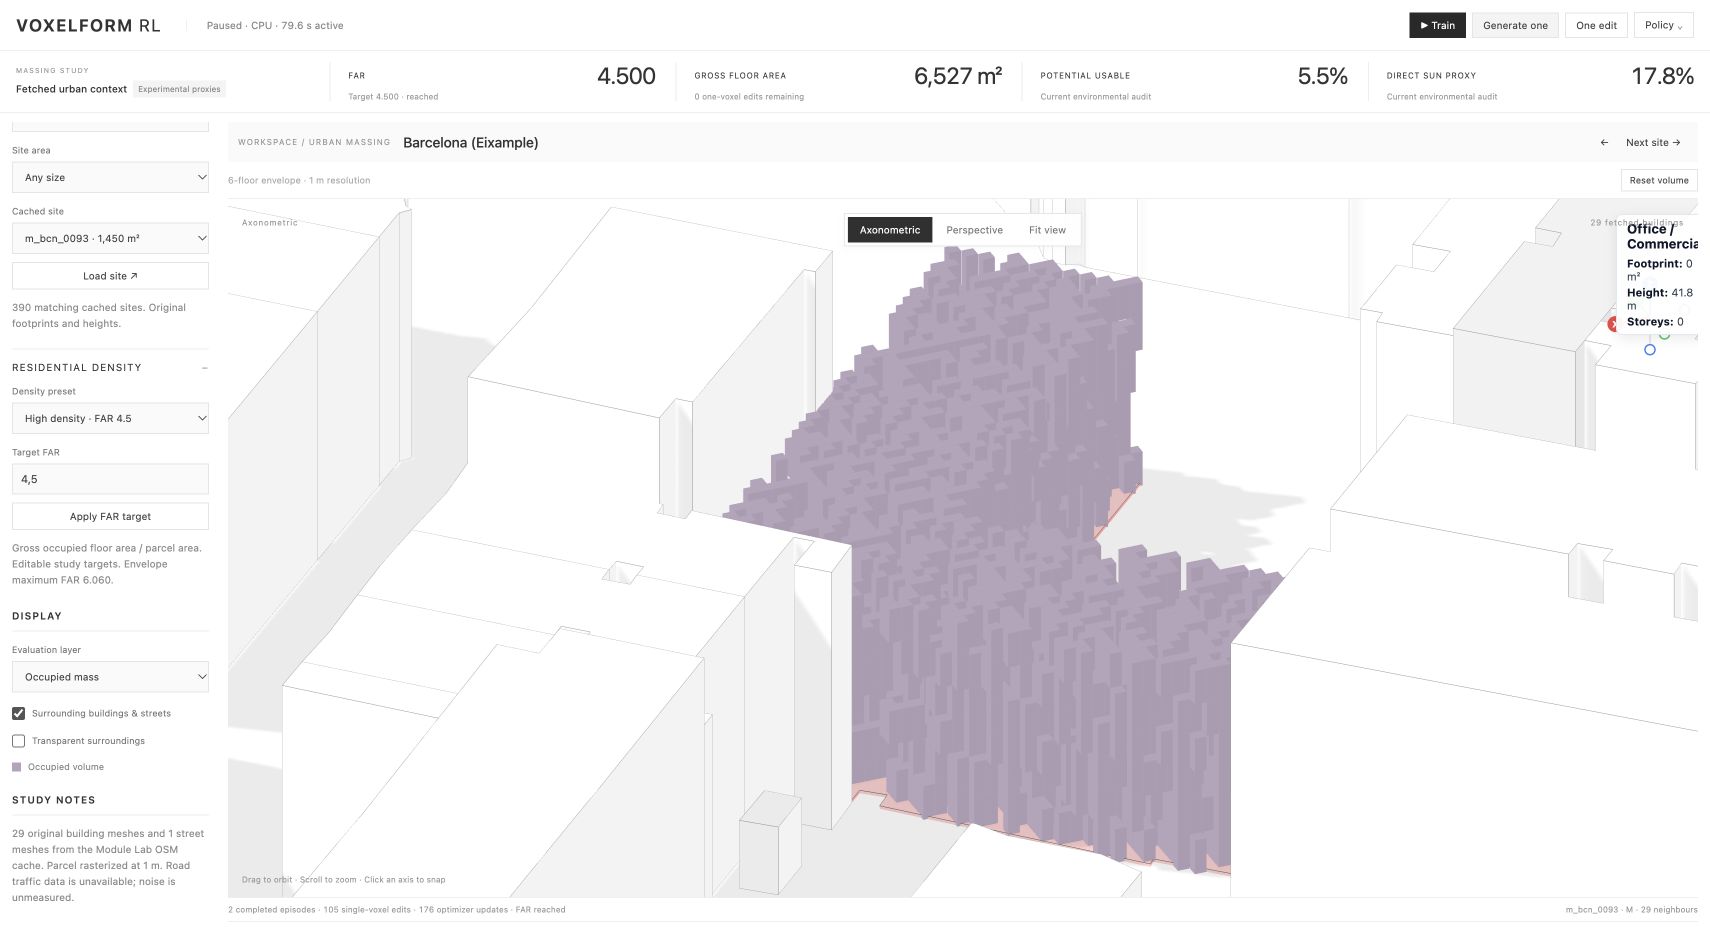 VOXELFORM RL
Paused · CPU · 79.6 s active
▶ Train
Generate one
One edit
Policy
MASSING STUDY
Fetched urban context
Experimental proxies
FAR
4.500
Target 4.500 · reached
GROSS FLOOR AREA
6,527 m²
0 one-voxel edits remaining
POTENTIAL USABLE
5.5%
Current environmental audit
DIRECT SUN PROXY
17.8%
Current environmental audit
Site area
Any size
Cached site
m_bcn_0093 · 1,450 m²
Load site ↗
390 matching cached sites. Original
footprints and heights.
RESIDENTIAL DENSITY –
Density preset
High density · FAR 4.5
Target FAR
4,5
Apply FAR target
Gross occupied floor area / parcel area.
Editable study targets. Envelope
maximum FAR 6.060.
DISPLAY
Evaluation layer
Occupied mass
Surrounding buildings & streets
Transparent surroundings
Occupied volume
STUDY NOTES
29 original building meshes and 1 street
meshes from the Module Lab OSM
cache. Parcel rasterized at 1 m. Road
traffic data is unavailable; noise is
unmeasured.
WORKSPACE / URBAN MASSING
Barcelona (Eixample)
←
Next site →
6-floor envelope · 1 m resolution
Reset volume
Axonometric
Axonometric
Perspective
Fit view
29 fetched buildings
Office /
Commercia
Footprint: 0
m²
Height: 41.8
m
Storeys: 0
X
Drag to orbit · Scroll to zoom · Click an axis to snap
2 completed episodes · 105 single-voxel edits · 176 optimizer updates · FAR reached
m_bcn_0093 · M · 29 neighbours